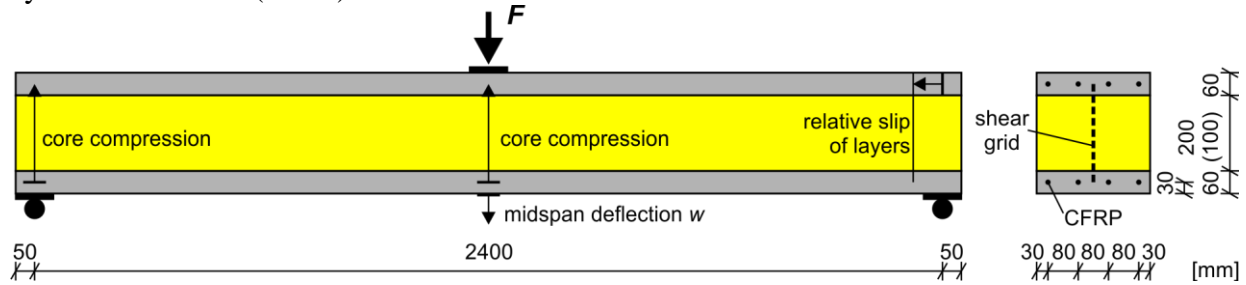 F
core compression
core compression
relative slip
of layers
shear
grid
midspan deflection w
CFRP
60
200
(100)
60
30
50
2400
50
30 80 80 80 30
[mm]